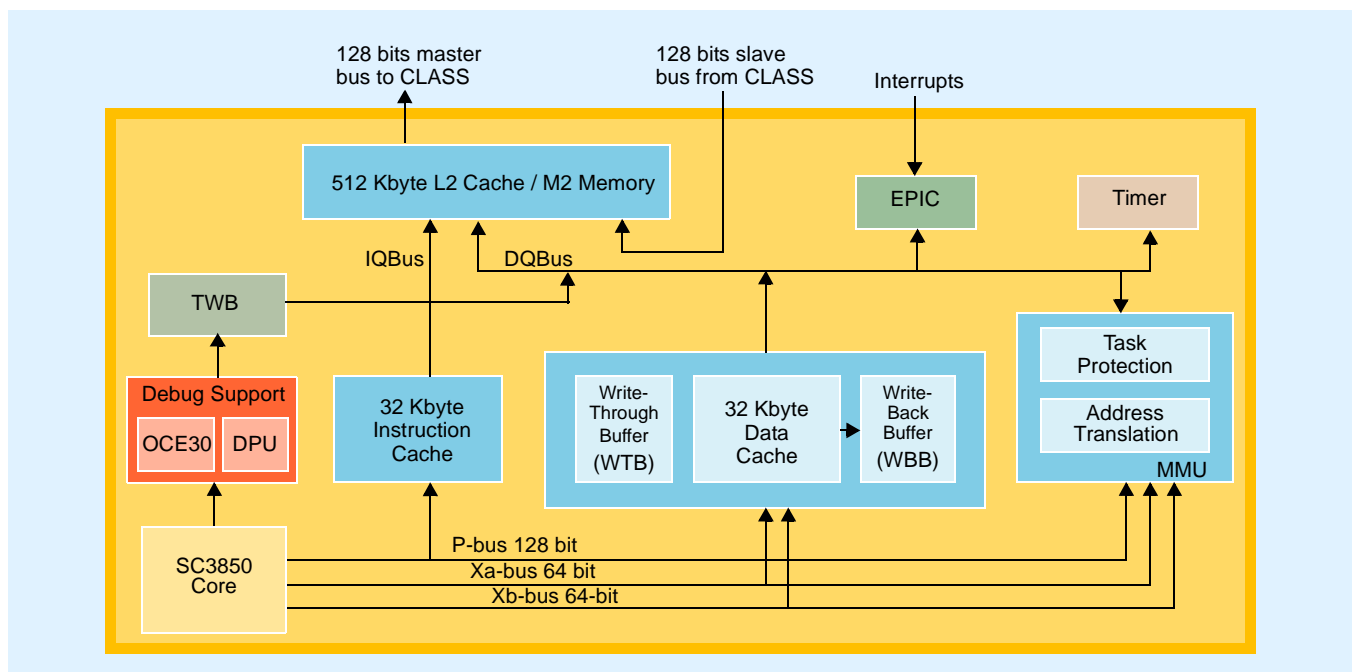 128 bits master
bus to CLASS
128 bits slave
bus from CLASS
Interrupts
512 Kbyte L2 Cache / M2 Memory
EPIC
Timer
IQBus
DQBus
TWB
Task
Protection
Address
Translation
MMU
Debug Support
OCE30
DPU
32 Kbyte
Instruction
Cache
Write-
Through
Buffer
(WTB)
32 Kbyte
Data
Cache
Write-
Back
Buffer
(WBB)
SC3850
Core
P-bus 128 bit
Xa-bus 64 bit
Xb-bus 64-bit